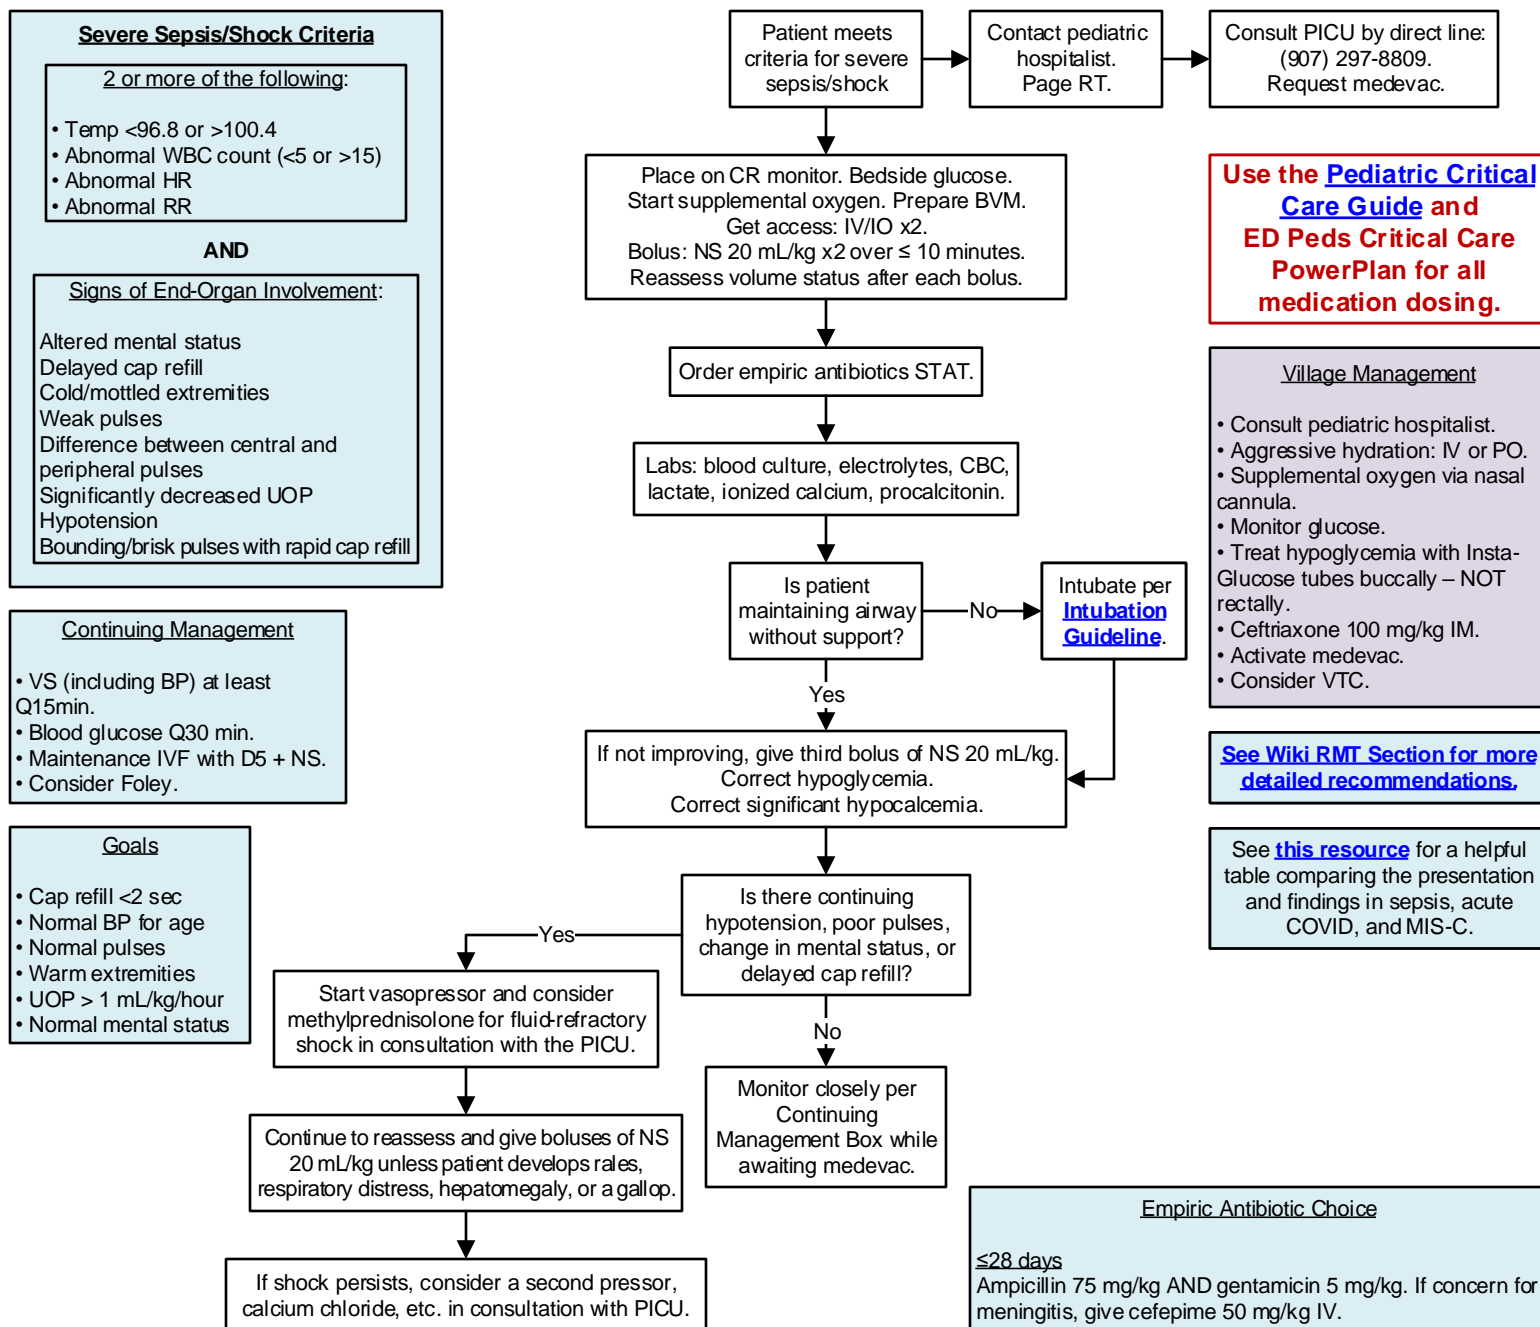 Severe Sepsis/Shock Criteria
2 or more of the following:
• Temp <96.8 or >100.4
• Abnormal WBC count (<5 or >15)
• Abnormal HR
• Abnormal RR
AND
Signs of End-Organ Involvement:
Altered mental status
Delayed cap refill
Cold/mottled extremities
Weak pulses
Difference between central and
peripheral pulses
Significantly decreased UOP
Hypotension
Bounding/brisk pulses with rapid cap refill
Continuing Management
• VS (including BP) at least
Q15min.
• Blood glucose Q30 min.
• Maintenance IVF with D5 + NS.
• Consider Foley.
Goals
• Cap refill <2 sec
• Normal BP for age
• Normal pulses
• Warm extremities
• UOP > 1 mL/kg/hour
• Normal mental status
Patient meets
criteria for severe
sepsis/shock
Contact pediatric
hospitalist.
Page RT.
Consult PICU by direct line:
(907) 297-8809.
Request medevac.
Place on CR monitor. Bedside glucose.
Start supplemental oxygen. Prepare BVM.
Get access: IV/IO x2.
Bolus: NS 20 mL/kg x2 over ≤ 10 minutes.
Reassess volume status after each bolus.
Order empiric antibiotics STAT.
Labs: blood culture, electrolytes, CBC,
lactate, ionized calcium, procalcitonin.
Is patient
maintaining airway
without support?
No
Intubate per
Intubation
Guideline.
Yes
If not improving, give third bolus of NS 20 mL/kg.
Correct hypoglycemia.
Correct significant hypocalcemia.
Is there continuing
hypotension, poor pulses,
change in mental status, or
delayed cap refill?
Yes
Start vasopressor and consider
methylprednisolone for fluid-refractory
shock in consultation with the PICU.
No
Monitor closely per
Continuing
Management Box while
awaiting medevac.
Continue to reassess and give boluses of NS
20 mL/kg unless patient develops rales,
respiratory distress, hepatomegaly, or a gallop.
If shock persists, consider a second pressor,
calcium chloride, etc. in consultation with PICU.
Use the Pediatric Critical
Care Guide and
ED Peds Critical Care
PowerPlan for all
medication dosing.
Village Management
• Consult pediatric hospitalist.
• Aggressive hydration: IV or PO.
• Supplemental oxygen via nasal
cannula.
• Monitor glucose.
• Treat hypoglycemia with Insta-
Glucose tubes buccally – NOT
rectally.
• Ceftriaxone 100 mg/kg IM.
• Activate medevac.
• Consider VTC.
See Wiki RMT Section for more
detailed recommendations.
See this resource for a helpful
table comparing the presentation
and findings in sepsis, acute
COVID, and MIS-C.
Empiric Antibiotic Choice
≤28 days
Ampicillin 75 mg/kg AND gentamicin 5 mg/kg. If concern for
meningitis, give cefepime 50 mg/kg IV.